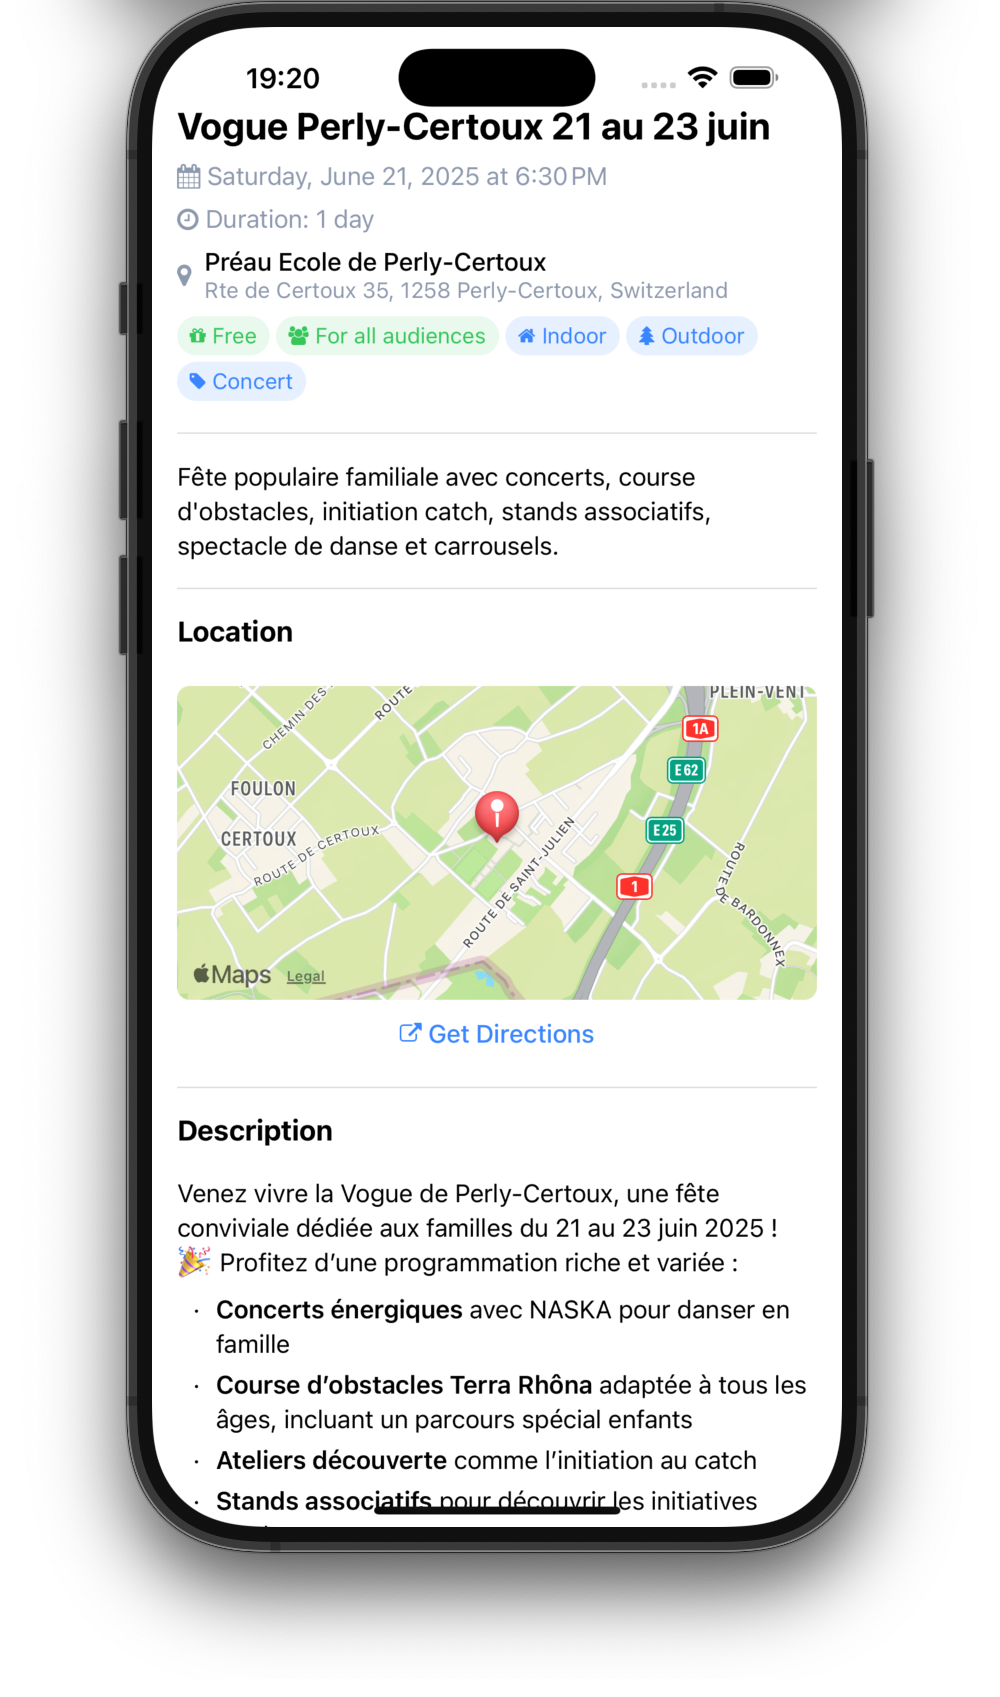 19:20
Vogue Perly-Certoux 21 au 23 juin
Saturday, June 21, 2025 at 6:30 PM
Duration: 1 day
Préau Ecole de Perly-Certoux
Rte de Certoux 35, 1258 Perly-Certoux, Switzerland
Free For all audiences Indoor Outdoor
Concert
Fête populaire familiale avec concerts, course
d'obstacles, initiation catch, stands associatifs,
spectacle de danse et carrousels.
Location
PLEIN-VENT
CHEMIN DES
ROUTE
1A
E 62
FOULON
CERTOUX
ROUTE DE CERTOUX
E 25
ROUTE DE SAINT-JULIEN
1
ROUTE DE BARDONNEX
Maps Legal
Get Directions
Description
Venez vivre la Vogue de Perly-Certoux, une fête
conviviale dédiée aux familles du 21 au 23 juin 2025 !
🎉 Profitez d’une programmation riche et variée :
· Concerts énergiques avec NASKA pour danser en
famille
· Course d’obstacles Terra Rhôna adaptée à tous les
âges, incluant un parcours spécial enfants
· Ateliers découverte comme l’initiation au catch
· Stands associatifs pour découvrir les initiatives